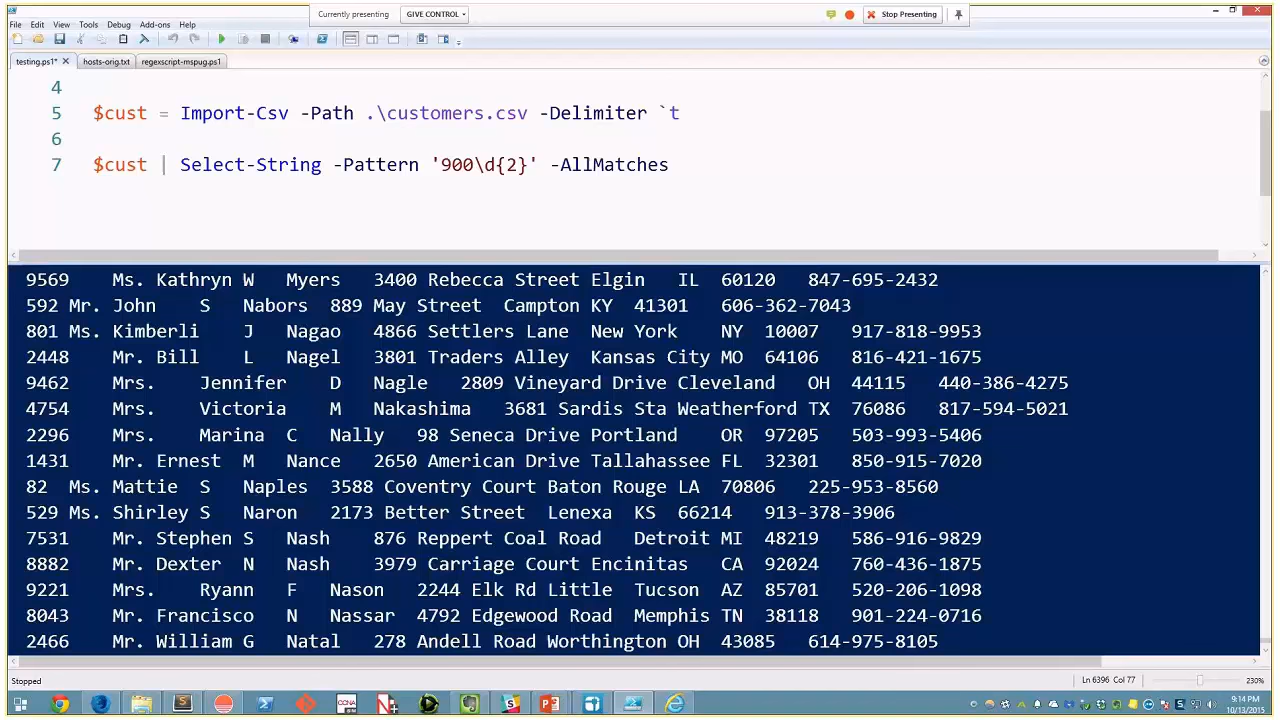 Currently presenting GIVE CONTROL Stop Presenting
File Edit View Tools Debug Add-ons Help
testing.ps1* hosts-orig.txt regexscript-mspug.ps1
4
5 $cust = Import-Csv -Path .\customers.csv -Delimiter `t
6
7 $cust | Select-String -Pattern '900\d{2}' -AllMatches
9569 Ms. Kathryn W Myers 3400 Rebecca Street Elgin IL 60120 847-695-2432
592 Mr. John S Nabors 889 May Street Campton KY 41301 606-362-7043
801 Ms. Kimberli J Nagao 4866 Settlers Lane New York NY 10007 917-818-9953
2448 Mr. Bill L Nagel 3801 Traders Alley Kansas City MO 64106 816-421-1675
9462 Mrs. Jennifer D Nagle 2809 Vineyard Drive Cleveland OH 44115 440-386-4275
4754 Mrs. Victoria M Nakashima 3681 Sardis Sta Weatherford TX 76086 817-594-5021
2296 Mrs. Marina C Nally 98 Seneca Drive Portland OR 97205 503-993-5406
1431 Mr. Ernest M Nance 2650 American Drive Tallahassee FL 32301 850-915-7020
82 Ms. Mattie S Naples 3588 Coventry Court Baton Rouge LA 70806 225-953-8560
529 Ms. Shirley S Naron 2173 Better Street Lenexa KS 66214 913-378-3906
7531 Mr. Stephen S Nash 876 Reppert Coal Road Detroit MI 48219 586-916-9829
8882 Mr. Dexter N Nash 3979 Carriage Court Encinitas CA 92024 760-436-1875
9221 Mrs. Ryann F Nason 2244 Elk Rd Little Tucson AZ 85701 520-206-1098
8043 Mr. Francisco N Nassar 4792 Edgewood Road Memphis TN 38118 901-224-0716
2466 Mr. William G Natal 278 Andell Road Worthington OH 43085 614-975-8105
Stopped Ln 6396 Col 77 230%
9:14 PM
10/13/2015